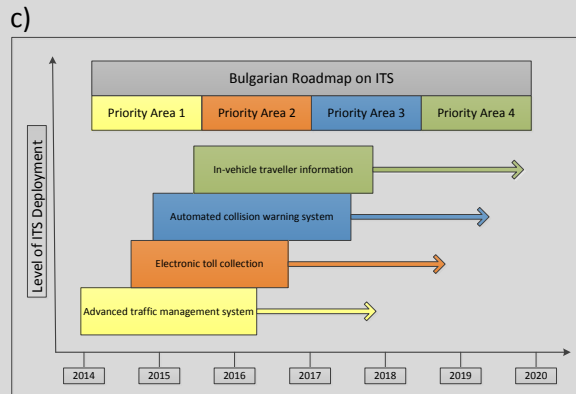 c)
Bulgarian Roadmap on ITS
Priority Area 1 Priority Area 2 Priority Area 3 Priority Area 4
Level of ITS Deployment
In-vehicle traveller information
Automated collision warning system
Electronic toll collection
Advanced traffic management system
2014 2015 2016 2017 2018 2019 2020